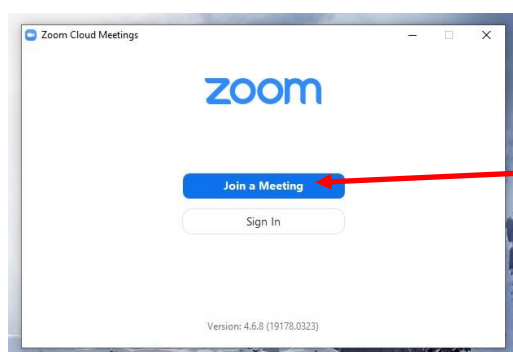 Zoom Cloud Meetings
zoom
Join a Meeting
Sign In
Version: 4.6.8 (19178.0323)